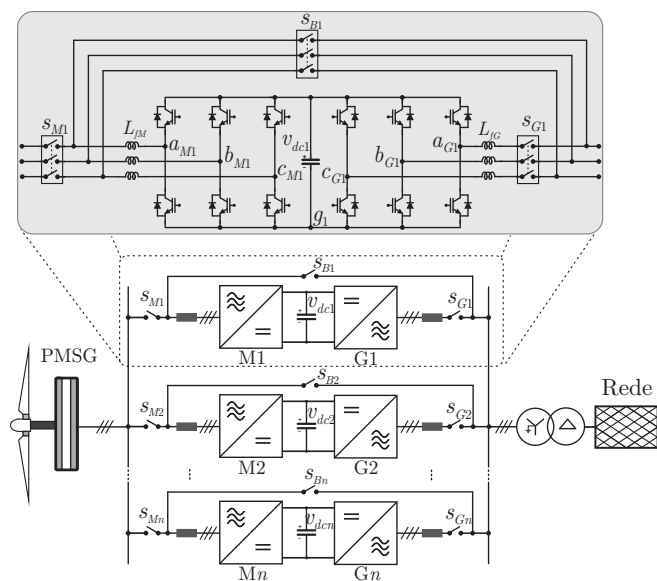 s_B1
s_M1
L_fM
a_M1
b_M1
c_M1
v_dc1
c_G1
b_G1
a_G1
L_fG
s_G1
g_1
s_B1
s_M1
v_dc1
s_G1
M1
G1
PMSG
s_B2
s_M2
v_dc2
s_G2
Rede
M2
G2
s_Bn
s_Mn
v_dcn
s_Gn
Mn
Gn